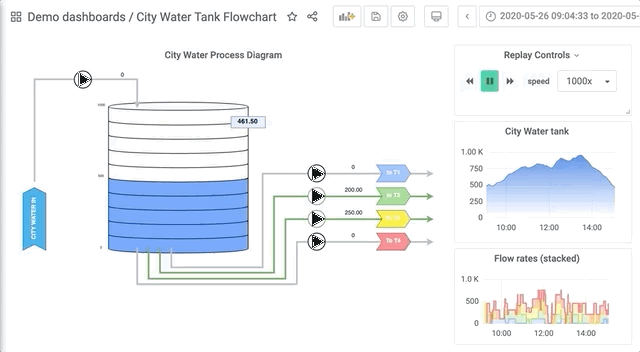 Demo dashboards / City Water Tank Flowchart
2020-05-26 09:04:33 to 2020-05-
City Water Process Diagram
0
1000
461.50
500
0
CITY WATER IN
0
To T1
200.00
To T2
250.00
0
To T4
Replay Controls
speed
1000x
City Water tank
1.00 K
750
500
250
0
10:00
12:00
14:00
Flow rates (stacked)
1.0 K
500
0
10:00
12:00
14:00